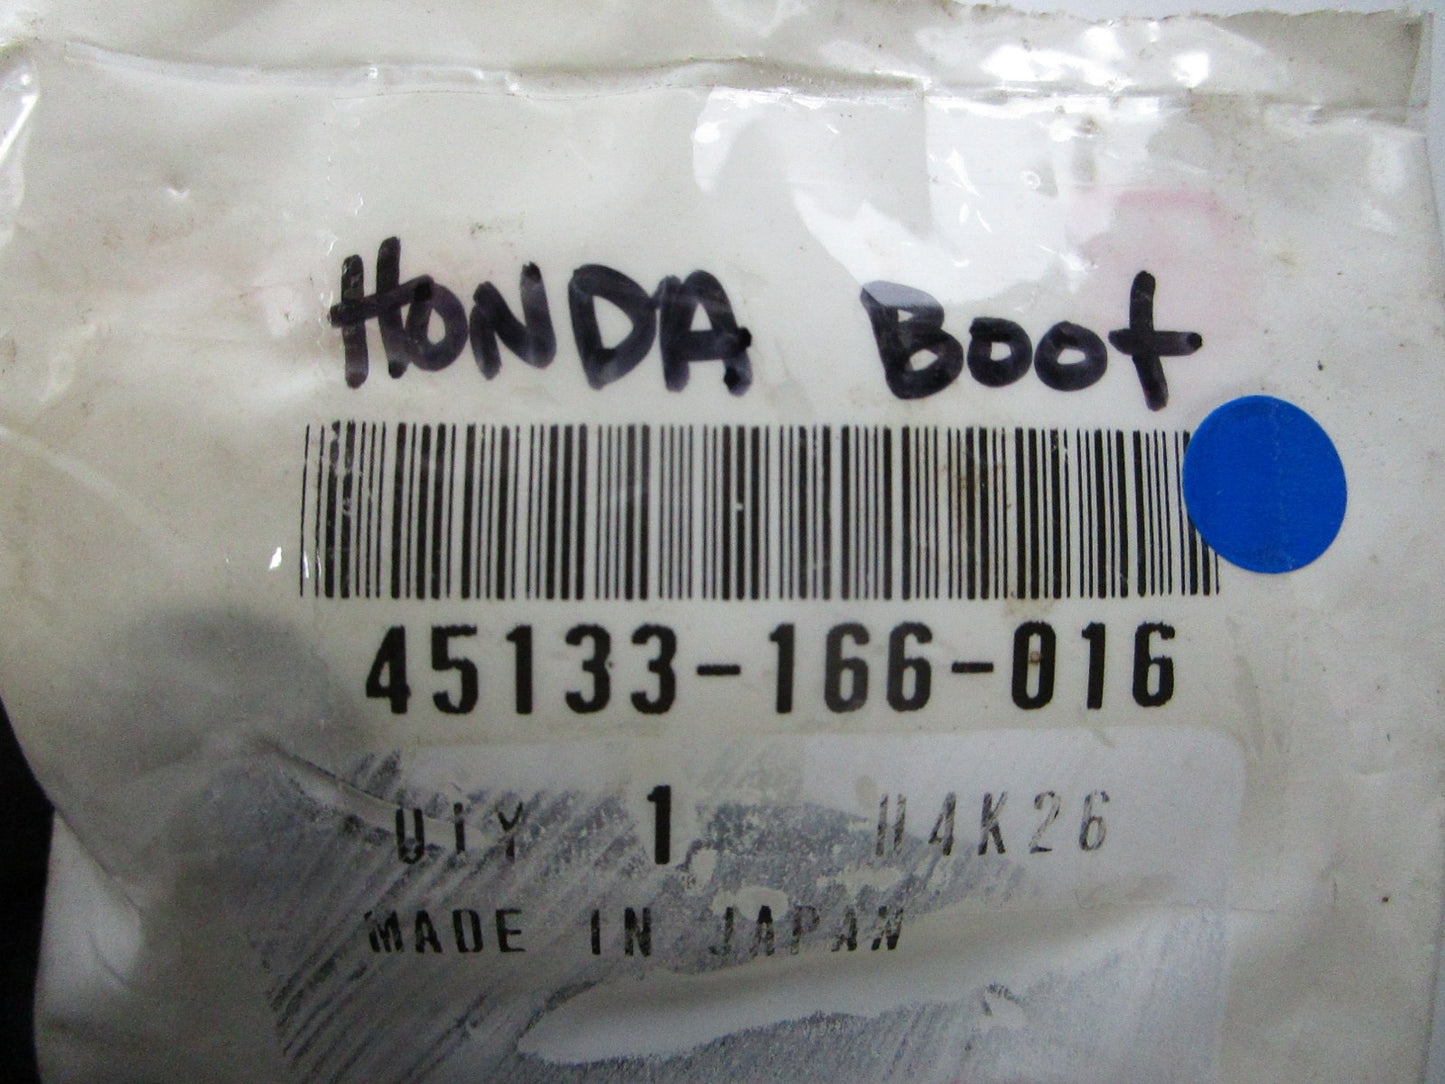 HONDA Boot
45133-166-016
QTY 1 H4K26
MADE IN JAPAN